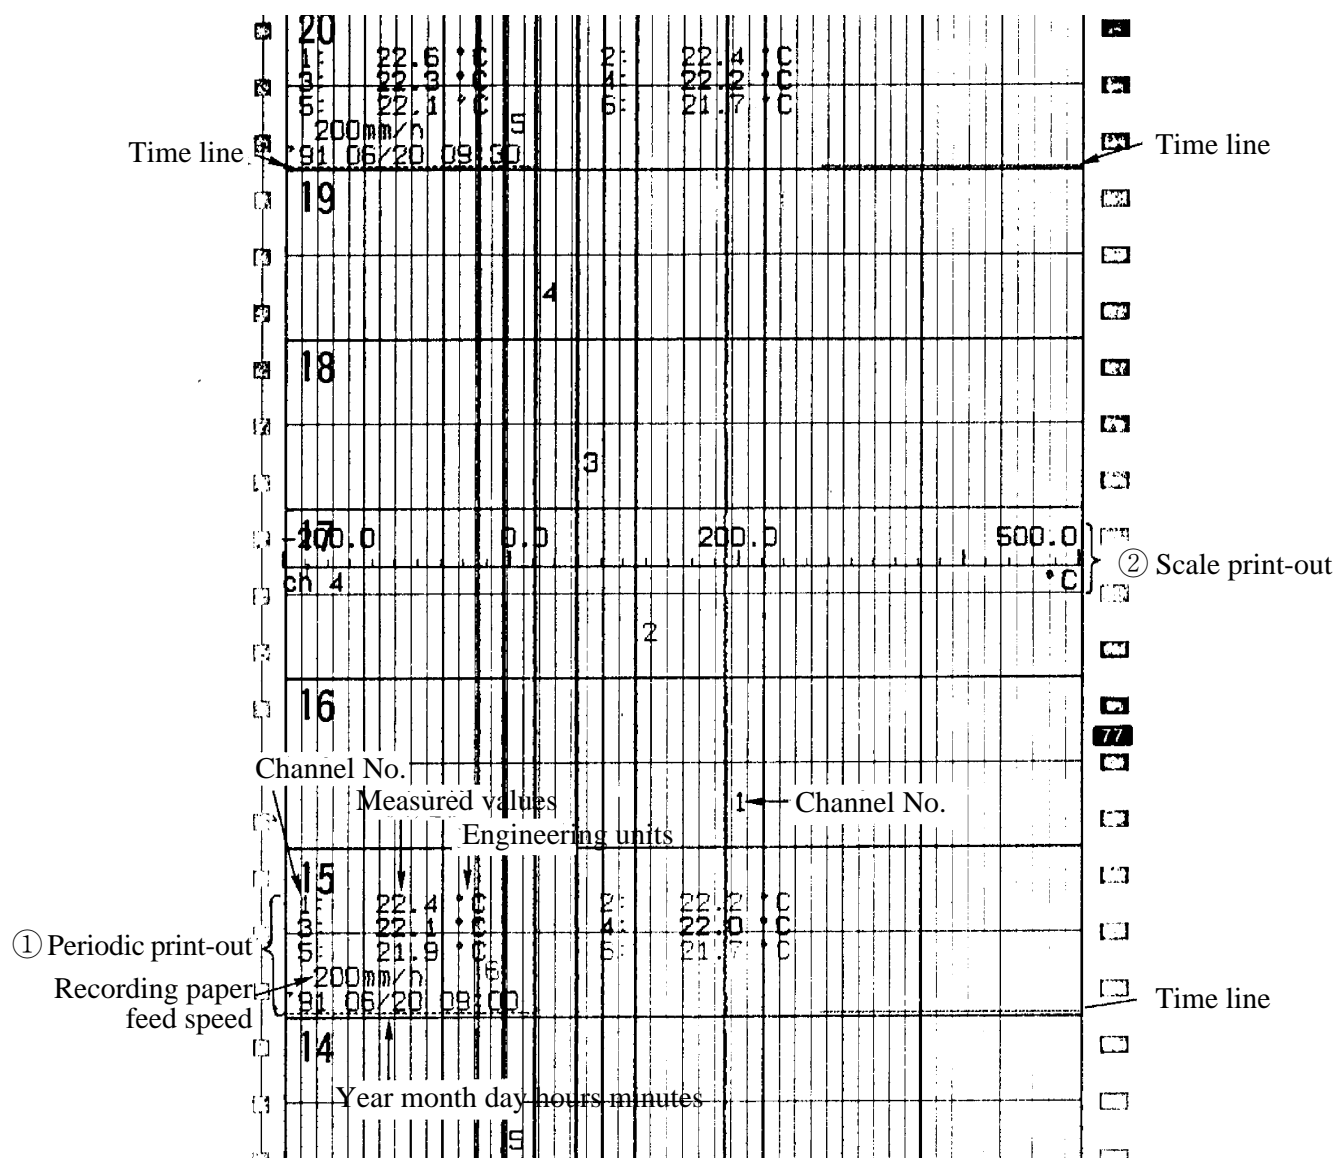 20
1: 22.6 °C 2: 22.4 °C
3: 22.3 °C 4: 22.2 °C
5: 22.1 °C 6: 21.7 °C
200mm/h 5
'91 06/20 09:30
Time line
Time line
19
4
18
3
17
-200.0 0.0 200.0 500.0
ch 4 °C
② Scale print-out
2
16
77
Channel No.
Measured values
1 Channel No.
Engineering units
15
1: 22.4 °C 2: 22.2 °C
3: 22.1 °C 4: 22.0 °C
5: 21.9 °C 6: 21.7 °C
① Periodic print-out
200mm/h 6
Recording paper
feed speed
'91 06/20 09:00
Time line
14
Year month day hours minutes
5